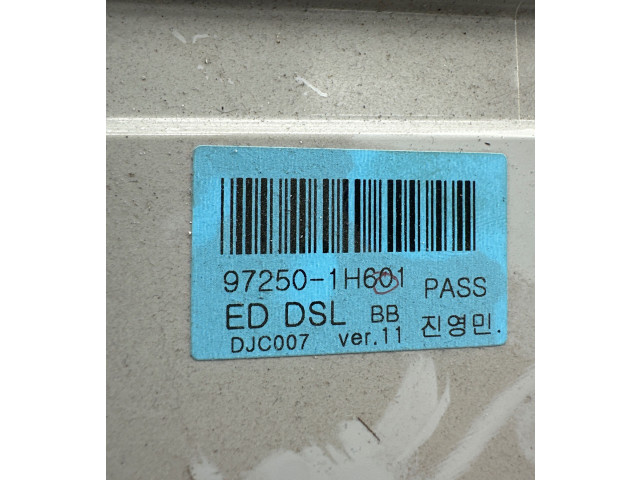 97250-1H601 PASS
ED DSL BB 진영민.
DJC007 ver.11